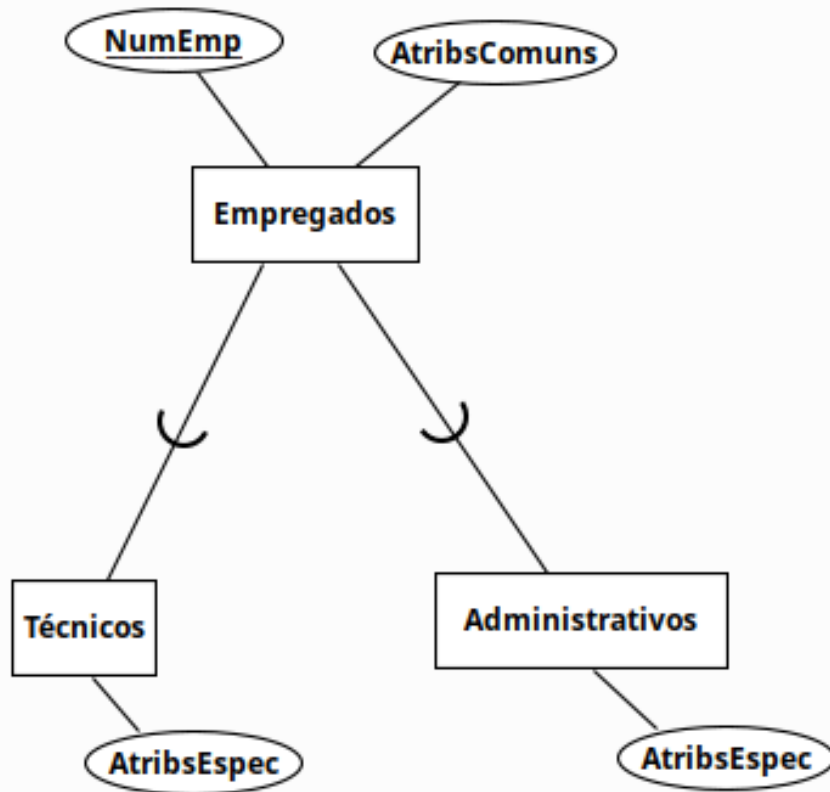 NumEmp
AtribsComuns
Empregados
Técnicos
Administrativos
AtribsEspec
AtribsEspec